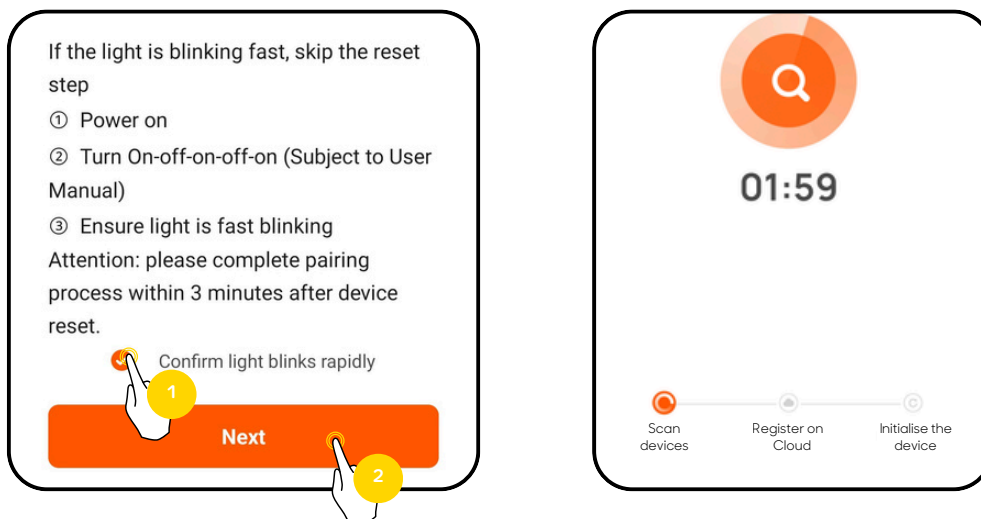 If the light is blinking fast, skip the reset
step
① Power on
② Turn On-off-on-off-on (Subject to User
Manual)
③ Ensure light is fast blinking
Attention: please complete pairing
process within 3 minutes after device
reset.
Confirm light blinks rapidly
1
Next
2
01:59
Scan
devices
Register on
Cloud
Initialise the
device